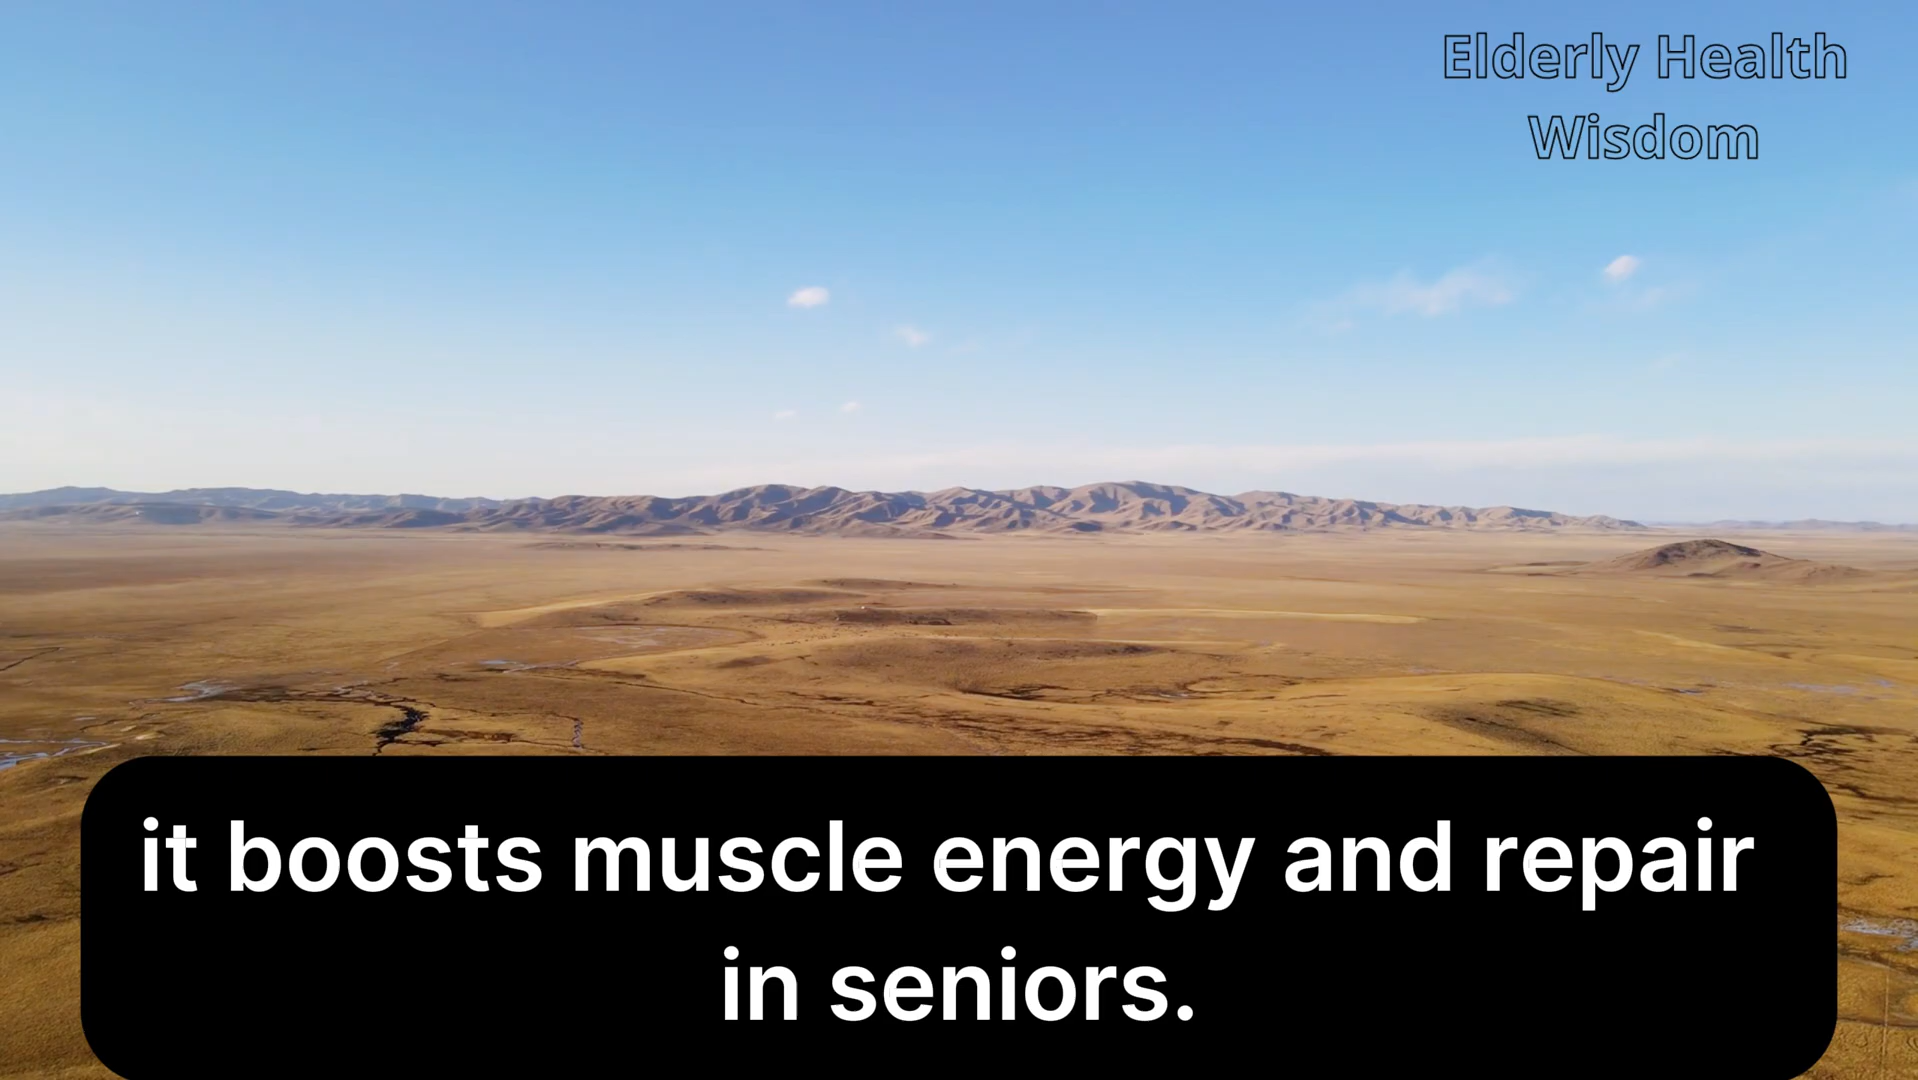 Elderly Health
Wisdom
it boosts muscle energy and repair
in seniors.